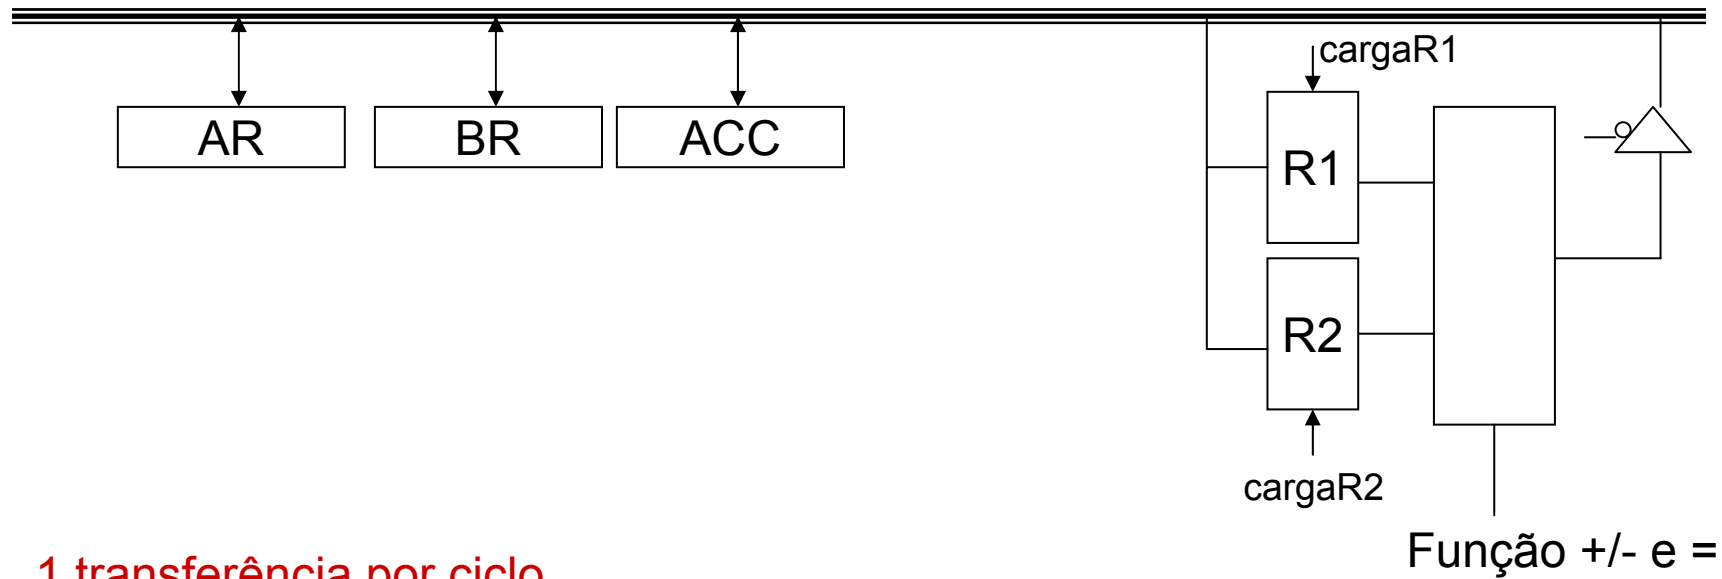 cargaR1
AR BR ACC
R1
R2
cargaR2
Função +/- e =
1 transferência por ciclo